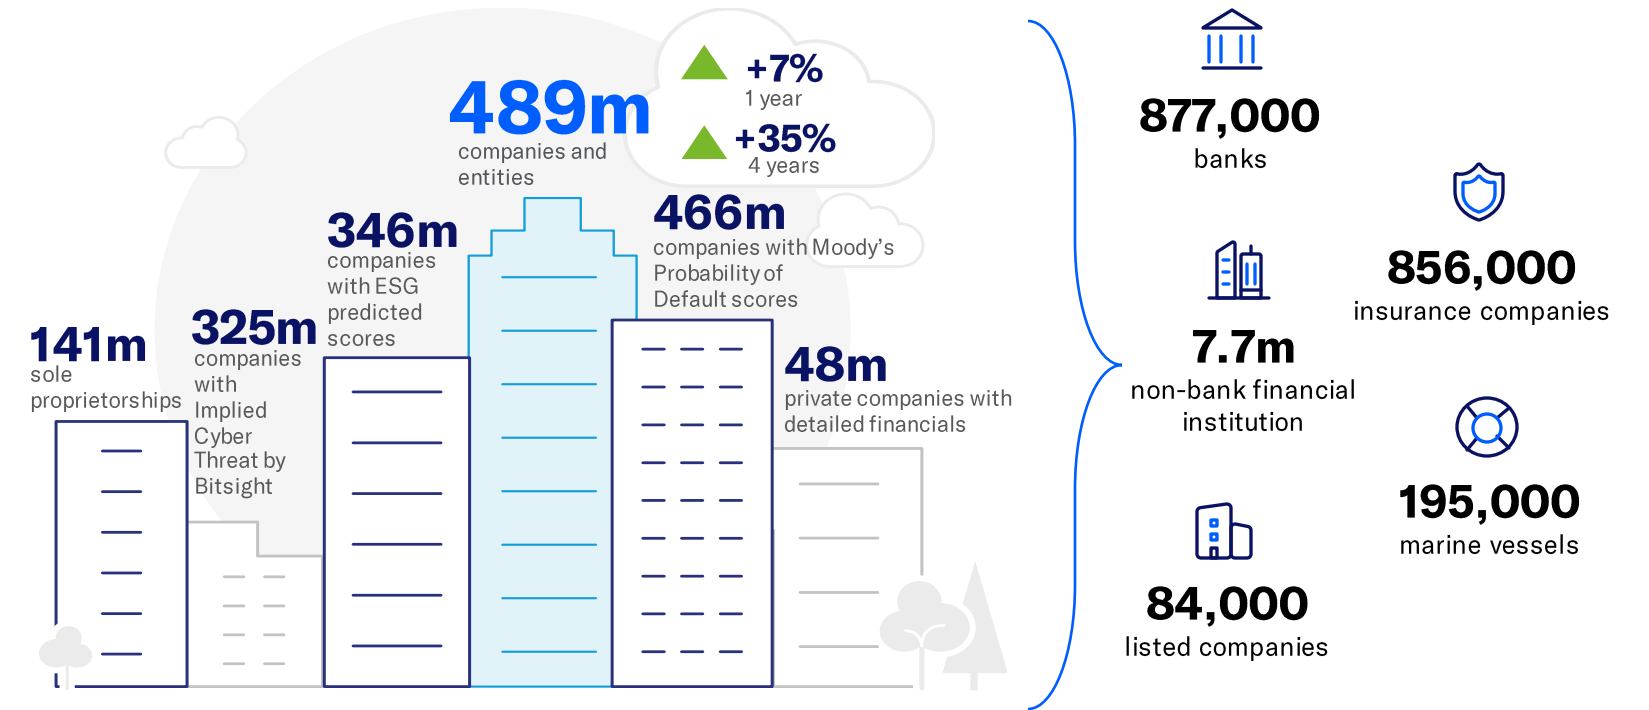 489m
companies and
entities
+7%
1 year
+35%
4 years
141m
sole
proprietorships
325m
companies
with
Implied
Cyber
Threat by
Bitsight
346m
companies
with ESG
predicted
scores
466m
companies with Moody’s
Probability of
Default scores
48m
private companies with
detailed financials
877,000
banks
856,000
insurance companies
7.7m
non-bank financial
institution
195,000
marine vessels
84,000
listed companies